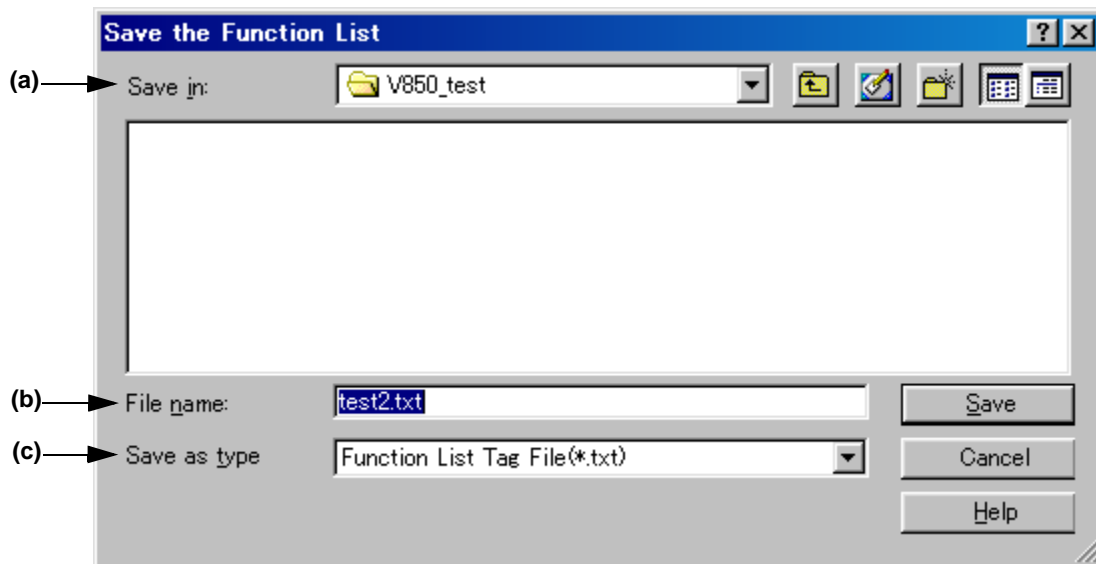 Save the Function List
(a) Save in: V850_test
(b) File name: test2.txt Save
(c) Save as type Function List Tag File(*.txt) Cancel
Help